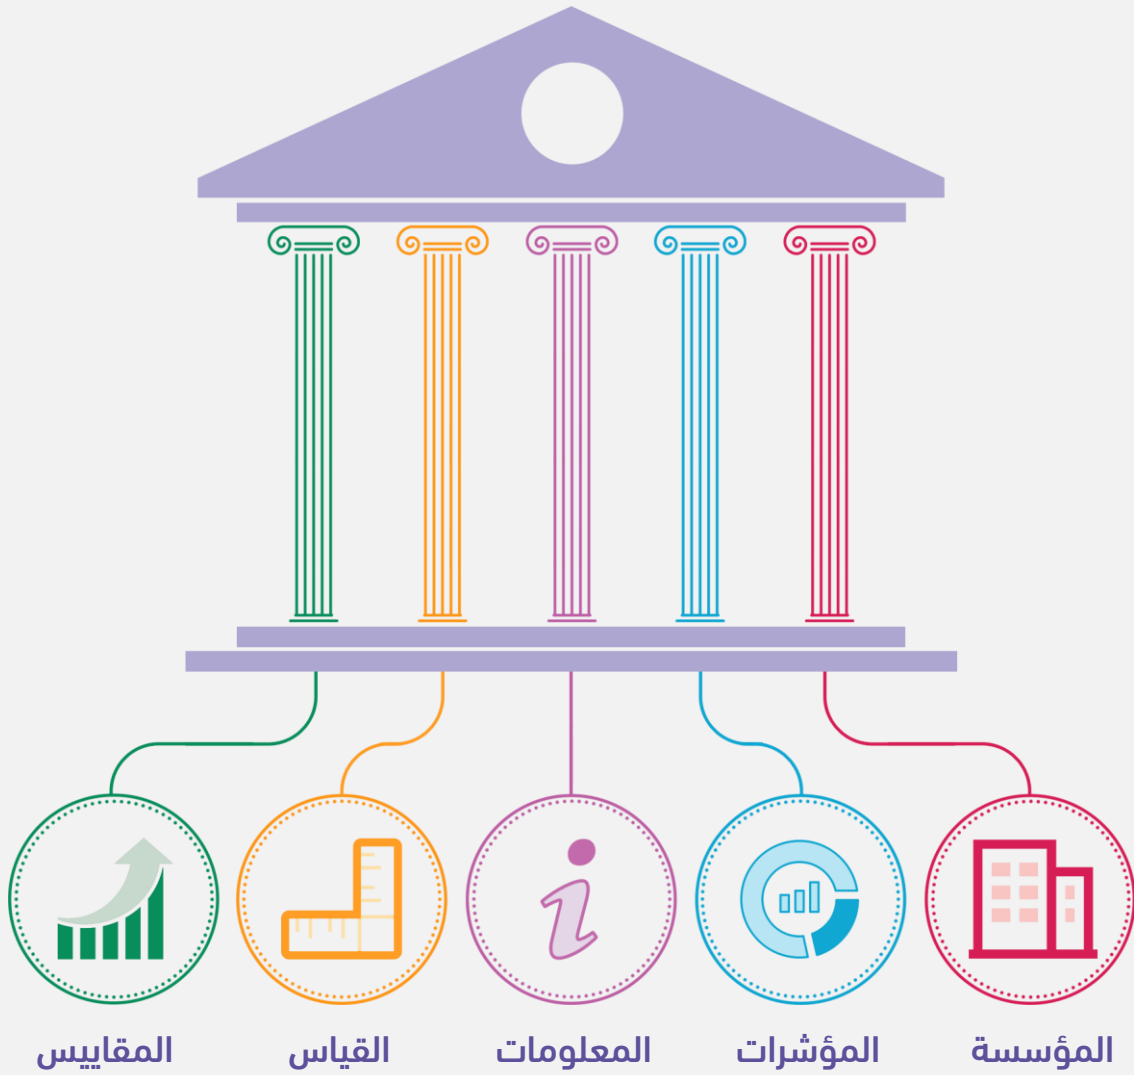 المؤسسة
المؤشرات
المعلومات
القياس
المقاييس